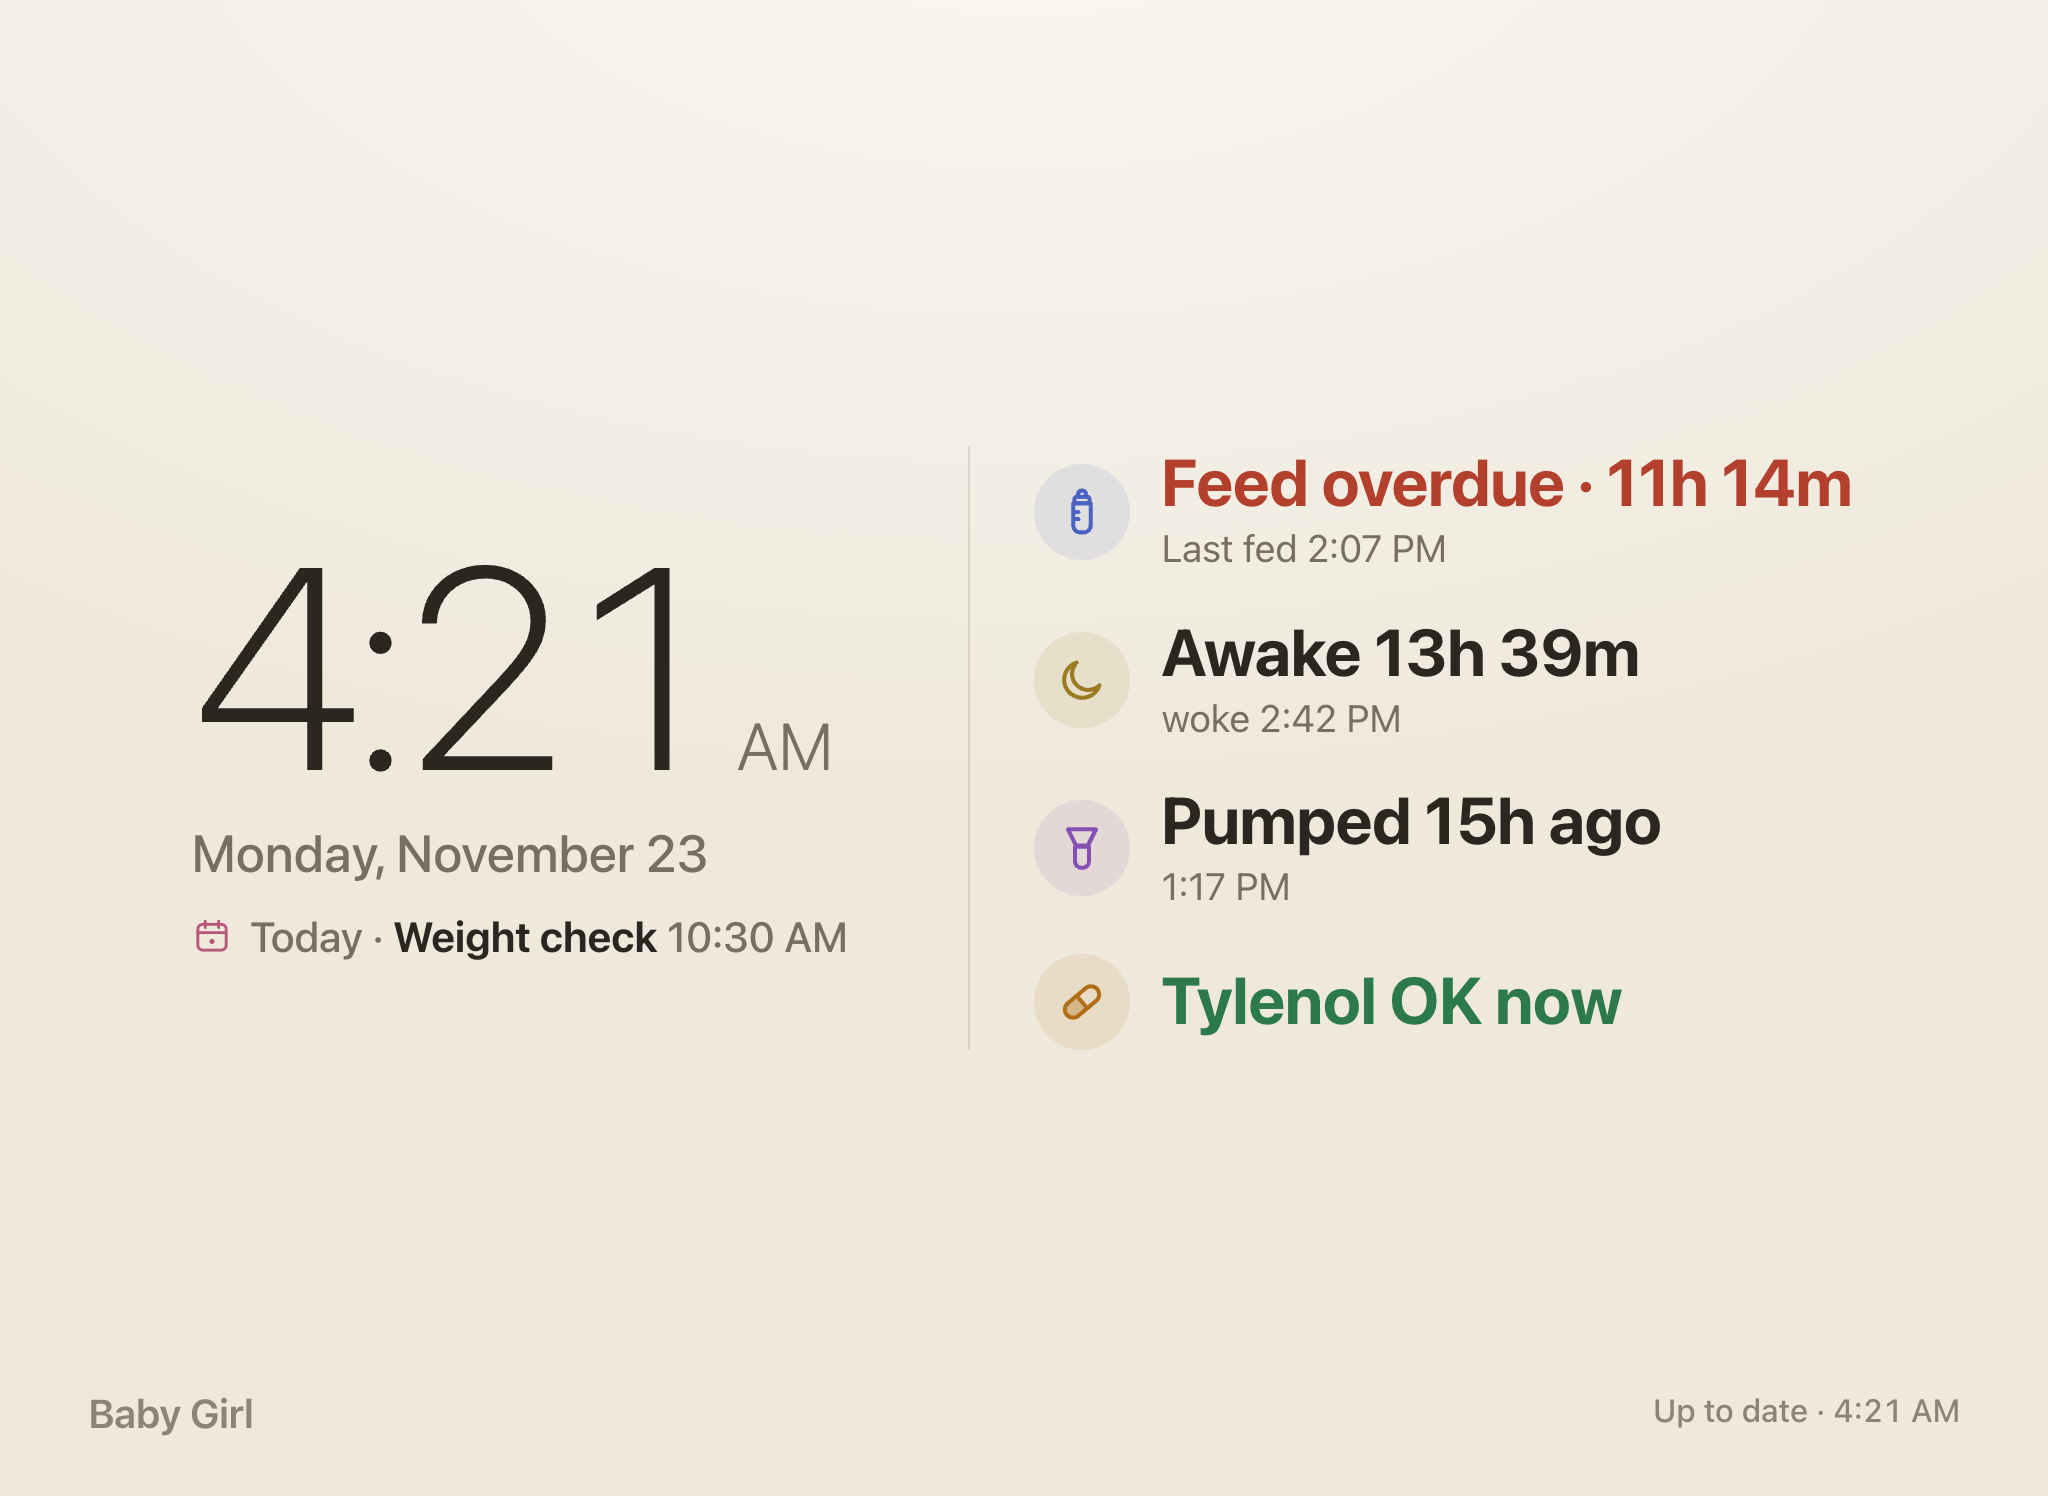 4:21 AM
Monday, November 23
Today · Weight check 10:30 AM
Feed overdue · 11h 14m
Last fed 2:07 PM
Awake 13h 39m
woke 2:42 PM
Pumped 15h ago
1:17 PM
Tylenol OK now
Baby Girl
Up to date · 4:21 AM